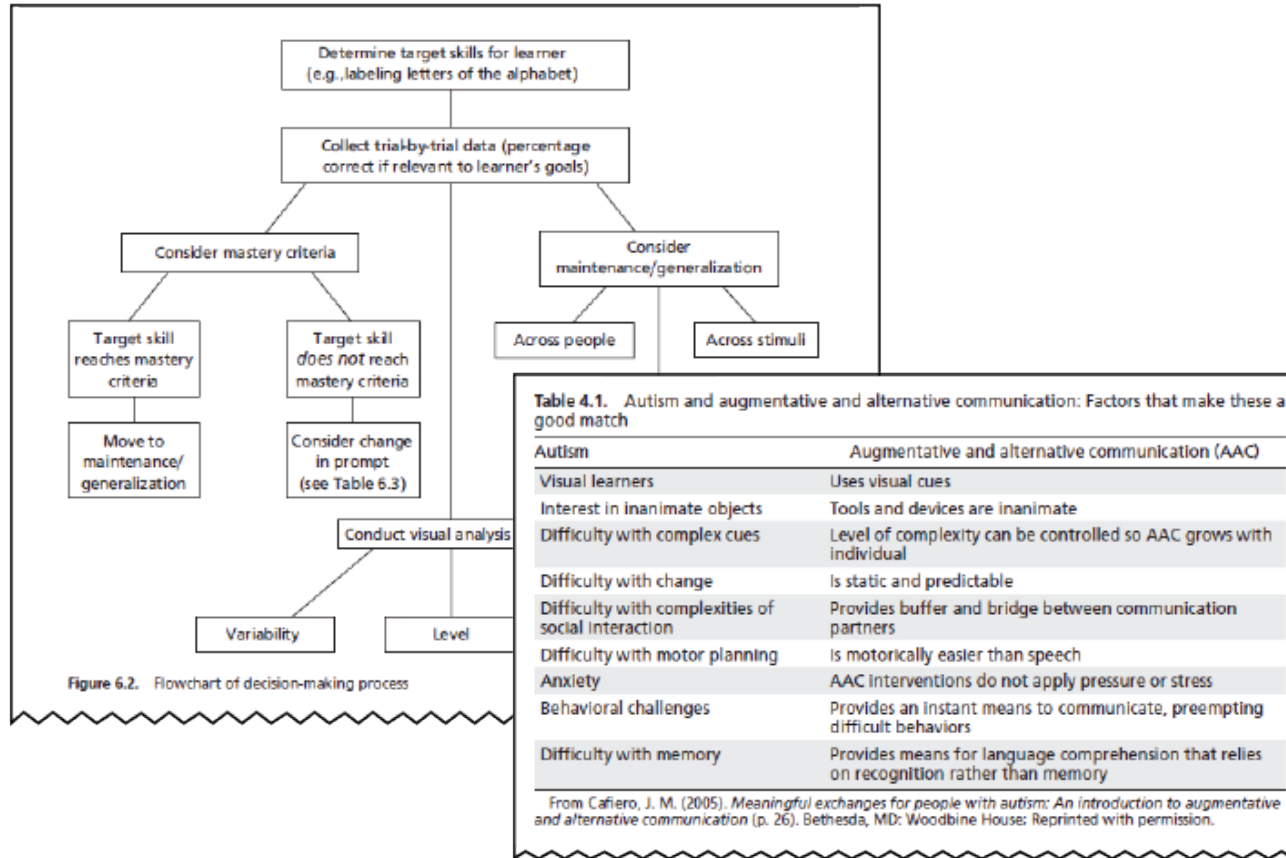 Determine target skills for learner
(e.g.,labeling letters of the alphabet)
Collect trial-by-trial data (percentage
correct if relevant to learner's goals)
Consider mastery criteria
Consider
maintenance/generalization
Target skill
reaches mastery
criteria
Target skill
does not reach
mastery criteria
Across people
Across stimuli
Move to
maintenance/
generalization
Consider change
in prompt
(see Table 6.3)
Conduct visual analysis
Variability
Level
Figure 6.2. Flowchart of decision-making process
Table 4.1. Autism and augmentative and alternative communication: Factors that make these a
good match
Autism Augmentative and alternative communication (AAC)
Visual learners Uses visual cues
Interest in inanimate objects Tools and devices are inanimate
Difficulty with complex cues Level of complexity can be controlled so AAC grows with
individual
Difficulty with change Is static and predictable
Difficulty with complexities of Provides buffer and bridge between communication
social interaction partners
Difficulty with motor planning Is motorically easier than speech
Anxiety AAC interventions do not apply pressure or stress
Behavioral challenges Provides an instant means to communicate, preempting
difficult behaviors
Difficulty with memory Provides means for language comprehension that relies
on recognition rather than memory
From Cafiero, J. M. (2005). Meaningful exchanges for people with autism: An introduction to augmentative
and alternative communication (p. 26). Bethesda, MD: Woodbine House; Reprinted with permission.